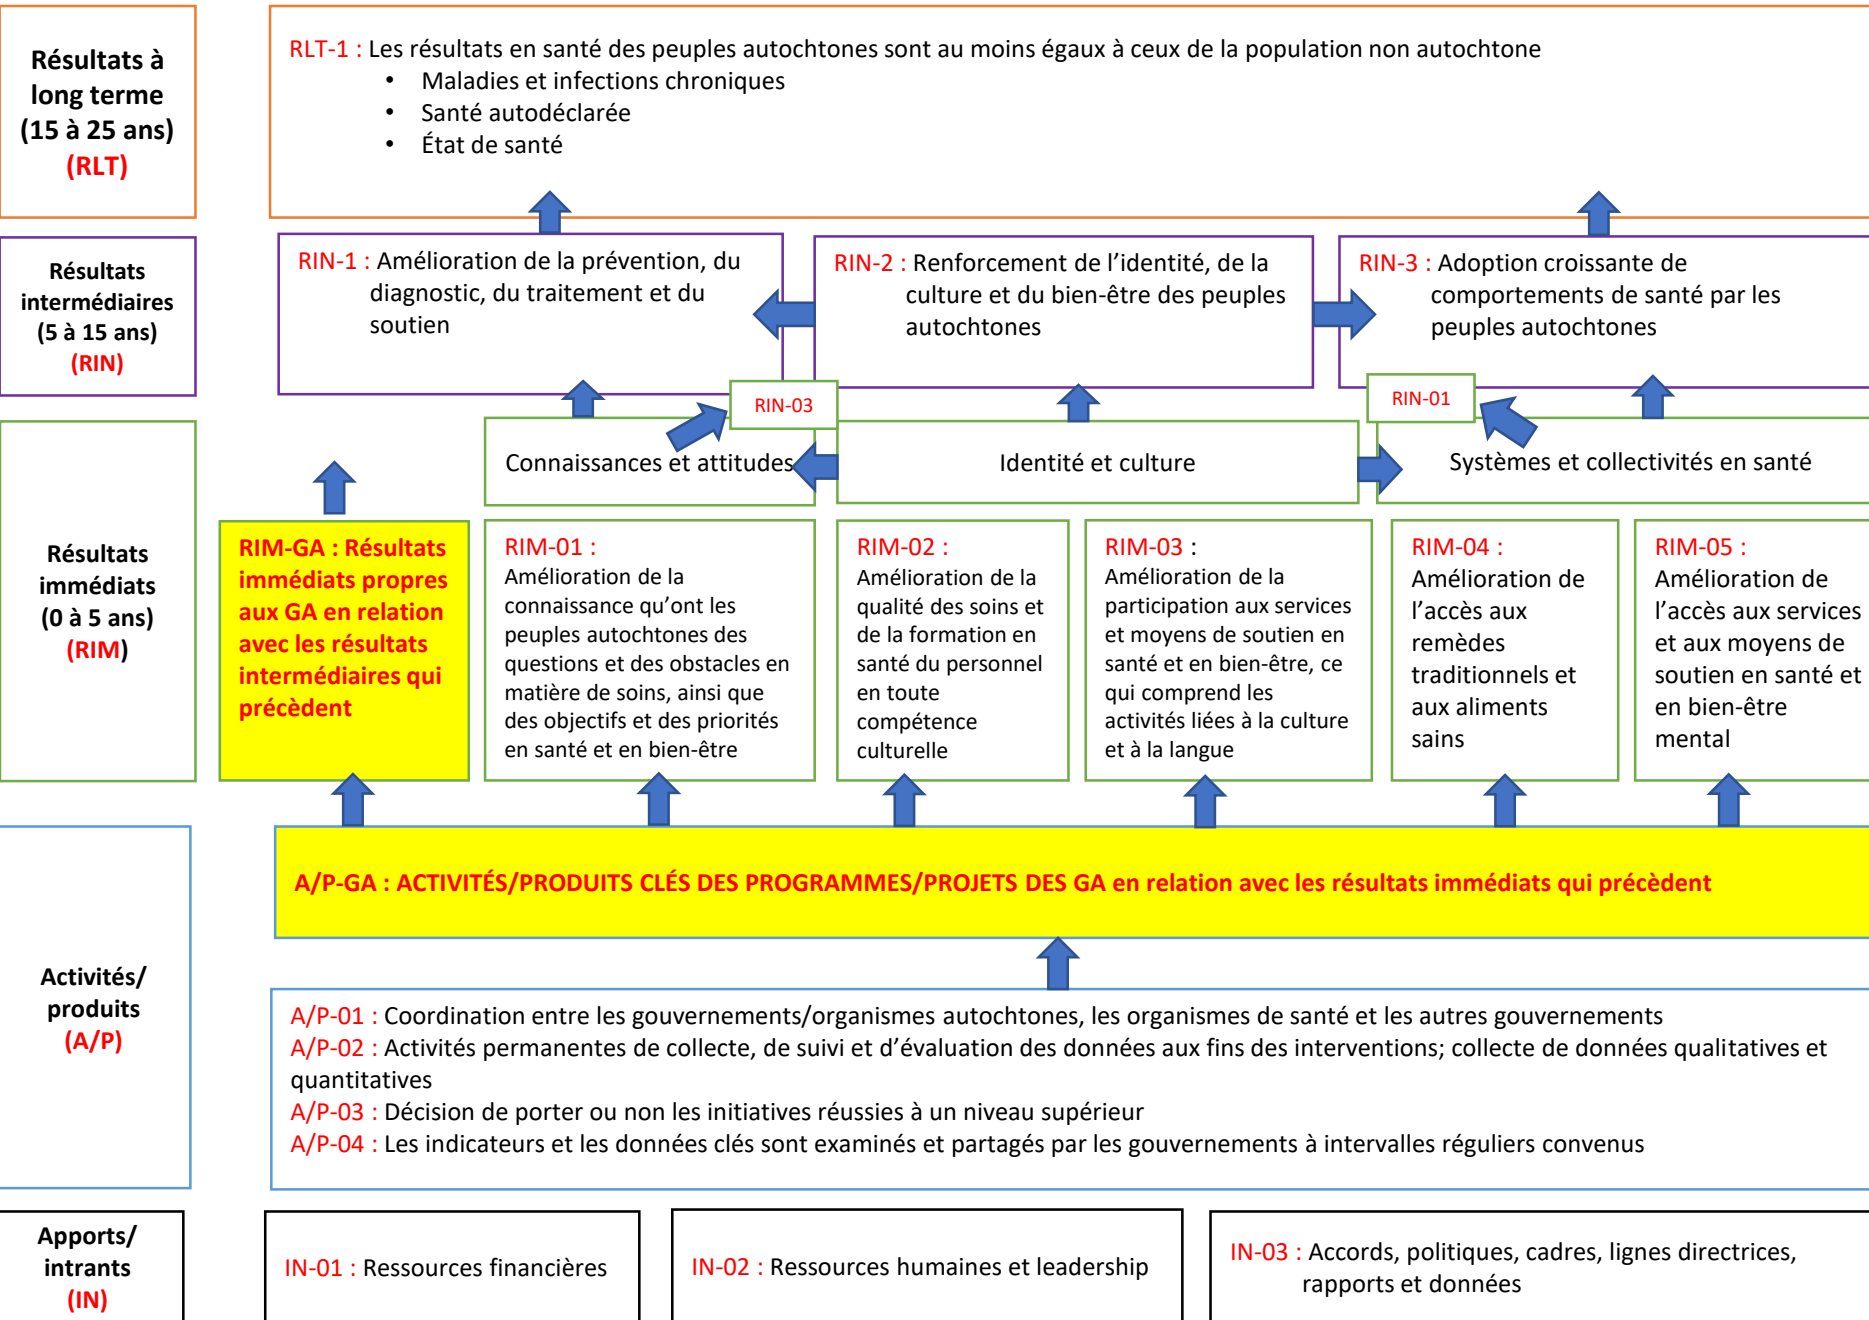 Résultats à
long terme
(15 à 25 ans)
(RLT)
RLT-1 : Les résultats en santé des peuples autochtones sont au moins égaux à ceux de la population non autochtone
• Maladies et infections chroniques
• Santé autodéclarée
• État de santé
Résultats
intermédiaires
(5 à 15 ans)
(RIN)
RIN-1 : Amélioration de la prévention, du
diagnostic, du traitement et du
soutien
RIN-2 : Renforcement de l’identité, de la
culture et du bien-être des peuples
autochtones
RIN-3 : Adoption croissante de
comportements de santé par les
peuples autochtones
RIN-03
RIN-01
Connaissances et attitudes
Identité et culture
Systèmes et collectivités en santé
Résultats
immédiats
(0 à 5 ans)
(RIM)
RIM-GA : Résultats
immédiats propres
aux GA en relation
avec les résultats
intermédiaires qui
précèdent
RIM-01 :
Amélioration de la
connaissance qu’ont les
peuples autochtones des
questions et des obstacles en
matière de soins, ainsi que
des objectifs et des priorités
en santé et en bien-être
RIM-02 :
Amélioration de la
qualité des soins et
de la formation en
santé du personnel
en toute
compétence
culturelle
RIM-03 :
Amélioration de la
participation aux services
et moyens de soutien en
santé et en bien-être, ce
qui comprend les
activités liées à la culture
et à la langue
RIM-04 :
Amélioration de
l’accès aux
remèdes
traditionnels et
aux aliments
sains
RIM-05 :
Amélioration de
l’accès aux services
et aux moyens de
soutien en santé et
en bien-être
mental
Activités/
produits
(A/P)
A/P-GA : ACTIVITÉS/PRODUITS CLÉS DES PROGRAMMES/PROJETS DES GA en relation avec les résultats immédiats qui précèdent
A/P-01 : Coordination entre les gouvernements/organismes autochtones, les organismes de santé et les autres gouvernements
A/P-02 : Activités permanentes de collecte, de suivi et d’évaluation des données aux fins des interventions; collecte de données qualitatives et
quantitatives
A/P-03 : Décision de porter ou non les initiatives réussies à un niveau supérieur
A/P-04 : Les indicateurs et les données clés sont examinés et partagés par les gouvernements à intervalles réguliers convenus
Apports/
intrants
(IN)
IN-01 : Ressources financières
IN-02 : Ressources humaines et leadership
IN-03 : Accords, politiques, cadres, lignes directrices,
rapports et données